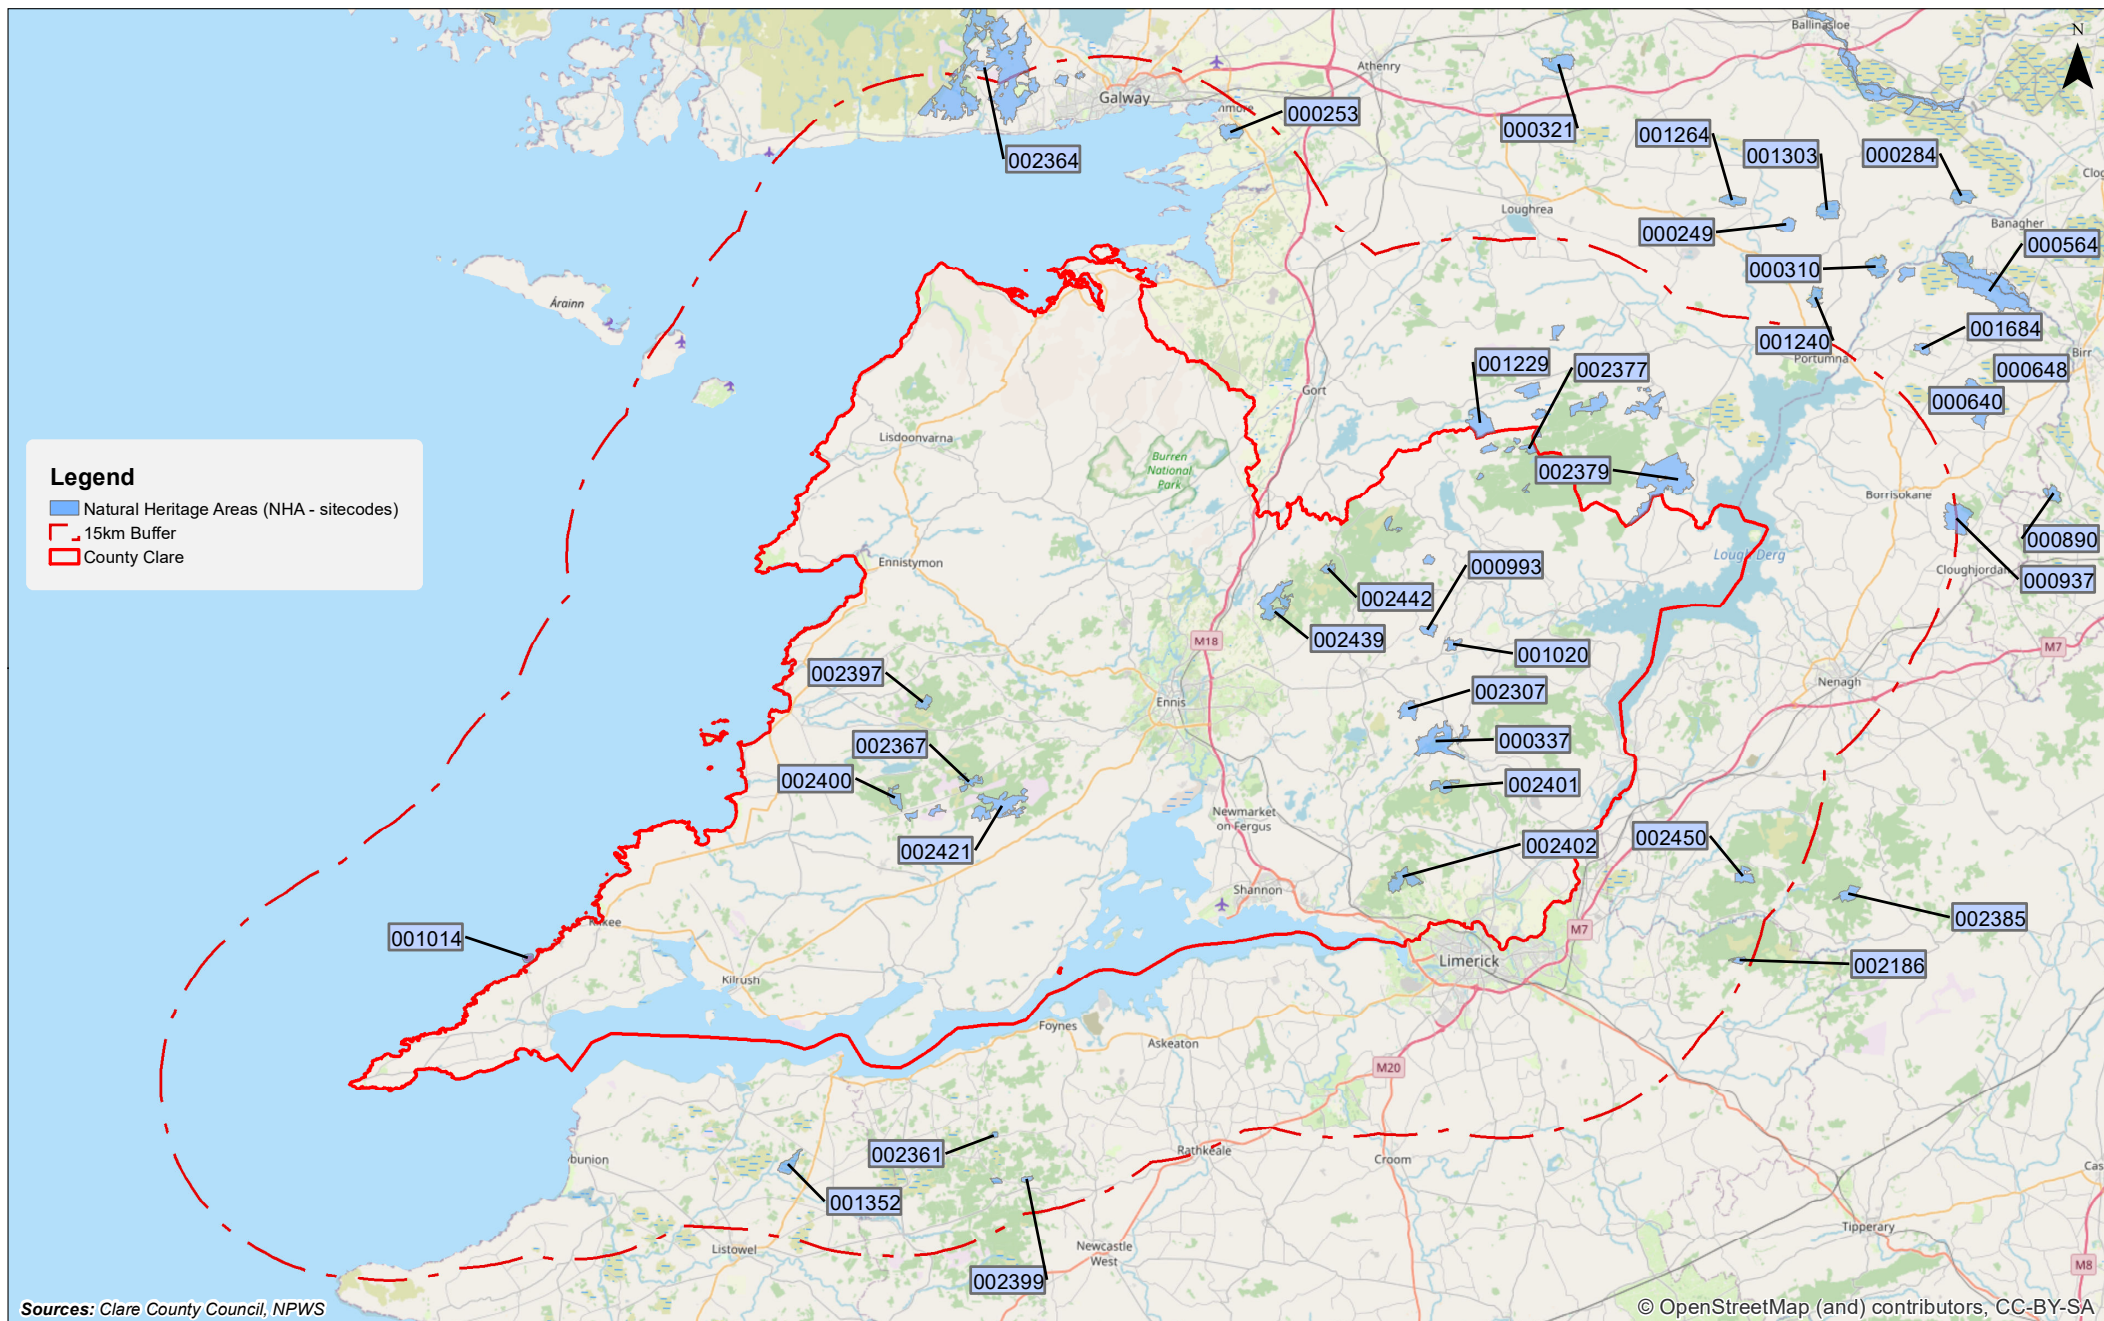 Ballinasloe
N
Athenry
Galway
000253
000321
001264
001303
000284
002364
Loughrea
Banagher
000249
000564
000310
Árainn
001684
001240
Portumna
Birr
001229
002377
000648
Gort
000640
Lisdoonvarna
Burren
National
Park
002379
Legend
Natural Heritage Areas (NHA - sitecodes)
15km Buffer
County Clare
Borrisokane
000890
Ennistymon
Lough Derg
000993
Cloughjordan
000937
002442
002439
M18
001020
M7
002397
Nenagh
002307
Ennis
002367
000337
002400
002401
Newmarket
on Fergus
002421
002402
002450
Shannon
002385
001014
M7
Limerick
002186
Kilrush
Foynes
Askeaton
M20
002361
Rathkeale
Croom
001352
Listowel
Newcastle
West
Tipperary
M8
002399
Sources: Clare County Council, NPWS
© OpenStreetMap (and) contributors, CC-BY-SA